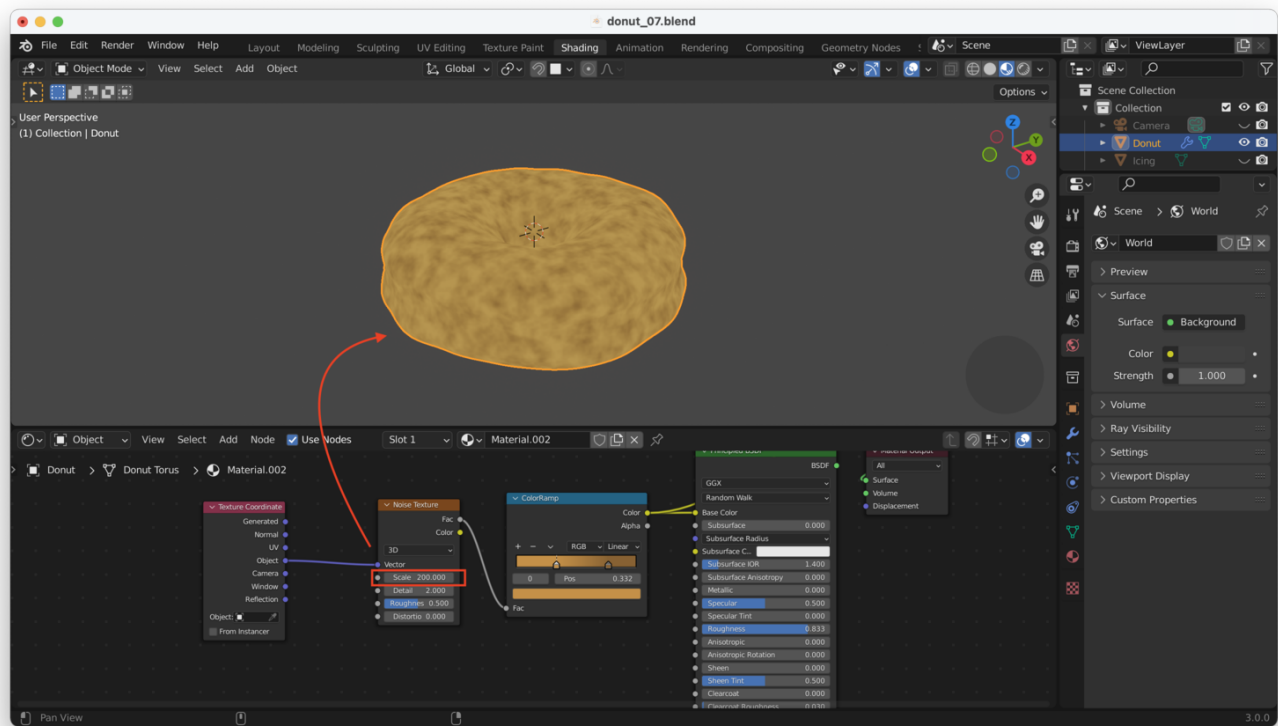 donut_07.blend
File Edit Render Window Help Layout Modeling Sculpting UV Editing Texture Paint Shading Animation Rendering Compositing Geometry Nodes Scene ViewLayer
Object Mode View Select Add Object Global
Options
User Perspective
(1) Collection | Donut
Z
Y
X
Scene Collection
Collection
Camera
Donut
Icing
Scene > World
World
Preview
Surface
Surface Background
Color
Strength 1.000
Volume
Ray Visibility
Settings
Viewport Display
Custom Properties
Object View Select Add Node Use Nodes Slot 1 Material.002
Donut > Donut Torus > Material.002
Texture Coordinate
Generated
Normal
UV
Object
Camera
Window
Reflection
Object:
From Instancer
Noise Texture
Fac
Color
3D
Vector
Scale 200.000
Detail 2.000
Roughnes 0.500
Distortio 0.000
ColorRamp
Color
Alpha
+ − RGB Linear
0 Pos 0.332
Fac
Principled BSDF
BSDF
GGX
Random Walk
Base Color
Subsurface 0.000
Subsurface Radius
Subsurface C...
Subsurface IOR 1.400
Subsurface Anisotropy 0.000
Metallic 0.000
Specular 0.500
Specular Tint 0.000
Roughness 0.833
Anisotropic 0.000
Anisotropic Rotation 0.000
Sheen 0.000
Sheen Tint 0.500
Clearcoat 0.000
Clearcoat Roughness 0.030
Material Output
All
Surface
Volume
Displacement
Pan View
3.0.0